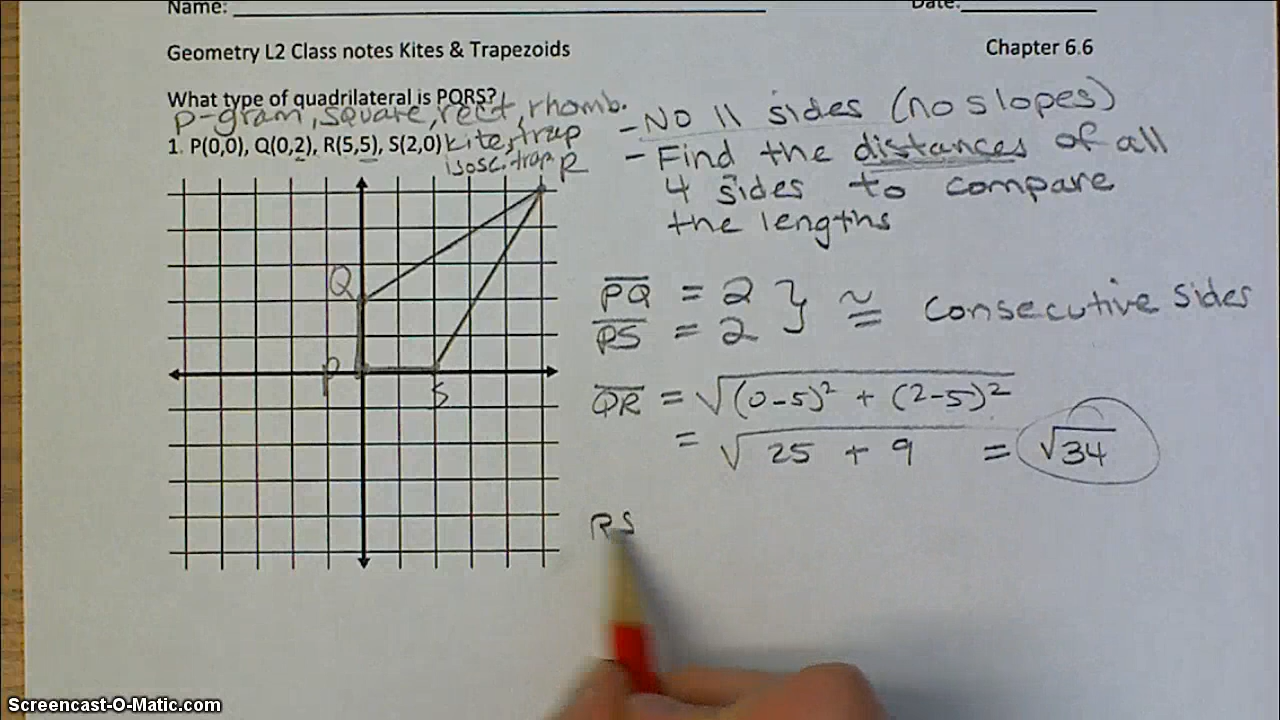 Name:
Date:
Geometry L2 Class notes Kites & Trapezoids
Chapter 6.6
What type of quadrilateral is PQRS?
p-gram, square, rect, rhomb.
1. P(0,0), Q(0,2), R(5,5), S(2,0) kite, trap
isosc. trap.
- No || sides (no slopes)
- Find the distances of all
4 sides to compare
the lengths
R
Q
P
S
PQ = 2 } ≅ consecutive sides
PS = 2
QR = √(0-5)² + (2-5)²
= √25 + 9 = √34
RS
Screencast-O-Matic.com